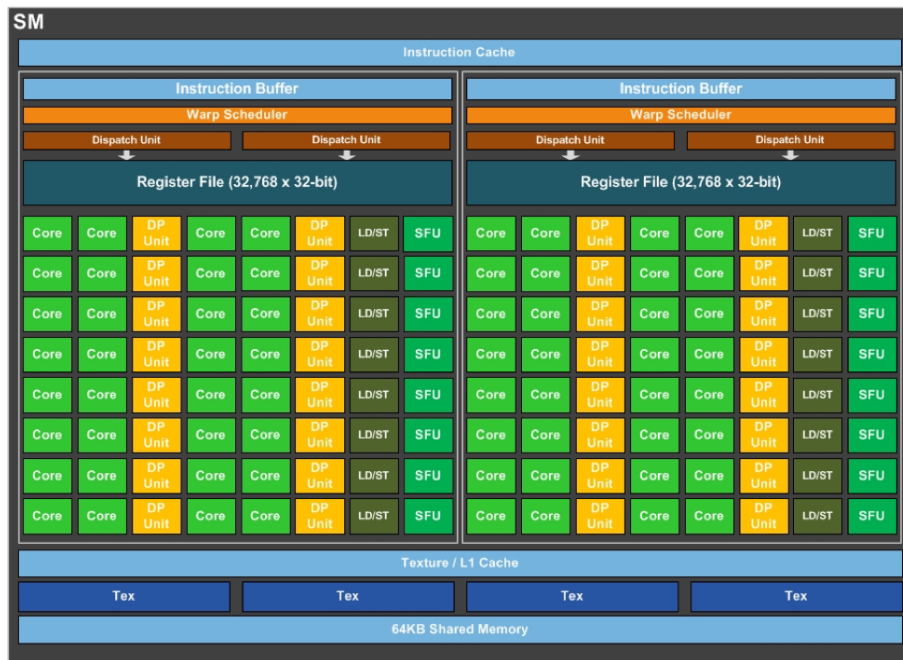 SM
Instruction Cache
Instruction Buffer Instruction Buffer
Warp Scheduler Warp Scheduler
Dispatch Unit Dispatch Unit Dispatch Unit Dispatch Unit
Register File (32,768 x 32-bit) Register File (32,768 x 32-bit)
Core Core DP Unit Core Core DP Unit LD/ST SFU Core Core DP Unit Core Core DP Unit LD/ST SFU
Core Core DP Unit Core Core DP Unit LD/ST SFU Core Core DP Unit Core Core DP Unit LD/ST SFU
Core Core DP Unit Core Core DP Unit LD/ST SFU Core Core DP Unit Core Core DP Unit LD/ST SFU
Core Core DP Unit Core Core DP Unit LD/ST SFU Core Core DP Unit Core Core DP Unit LD/ST SFU
Core Core DP Unit Core Core DP Unit LD/ST SFU Core Core DP Unit Core Core DP Unit LD/ST SFU
Core Core DP Unit Core Core DP Unit LD/ST SFU Core Core DP Unit Core Core DP Unit LD/ST SFU
Core Core DP Unit Core Core DP Unit LD/ST SFU Core Core DP Unit Core Core DP Unit LD/ST SFU
Core Core DP Unit Core Core DP Unit LD/ST SFU Core Core DP Unit Core Core DP Unit LD/ST SFU
Texture / L1 Cache
Tex Tex Tex Tex
64KB Shared Memory